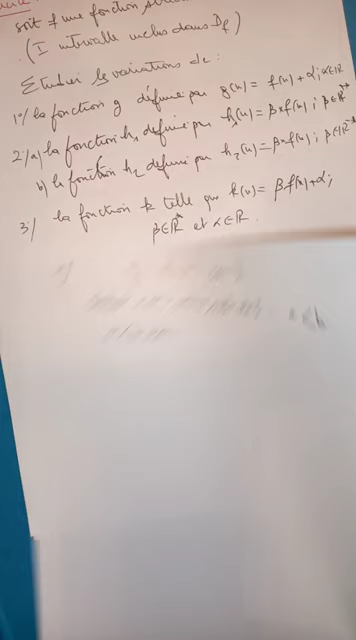 soit f une fonction
(I intervalle inclus dans Df)
Etudier les variations de :
1°/ la fonction g définie par g(x) = f(x) + α ; α∈ℝ
2°/ a) la fonction h₁ définie par h₁(x) = β×f(x) ; β∈ℝ*⁺
b) la fonction h₂ définie par h₂(x) = β×f(x) ; β∈ℝ*⁻
3°/ la fonction k telle que k(x) = βf(x)+α ;
β∈ℝ* et α∈ℝ.